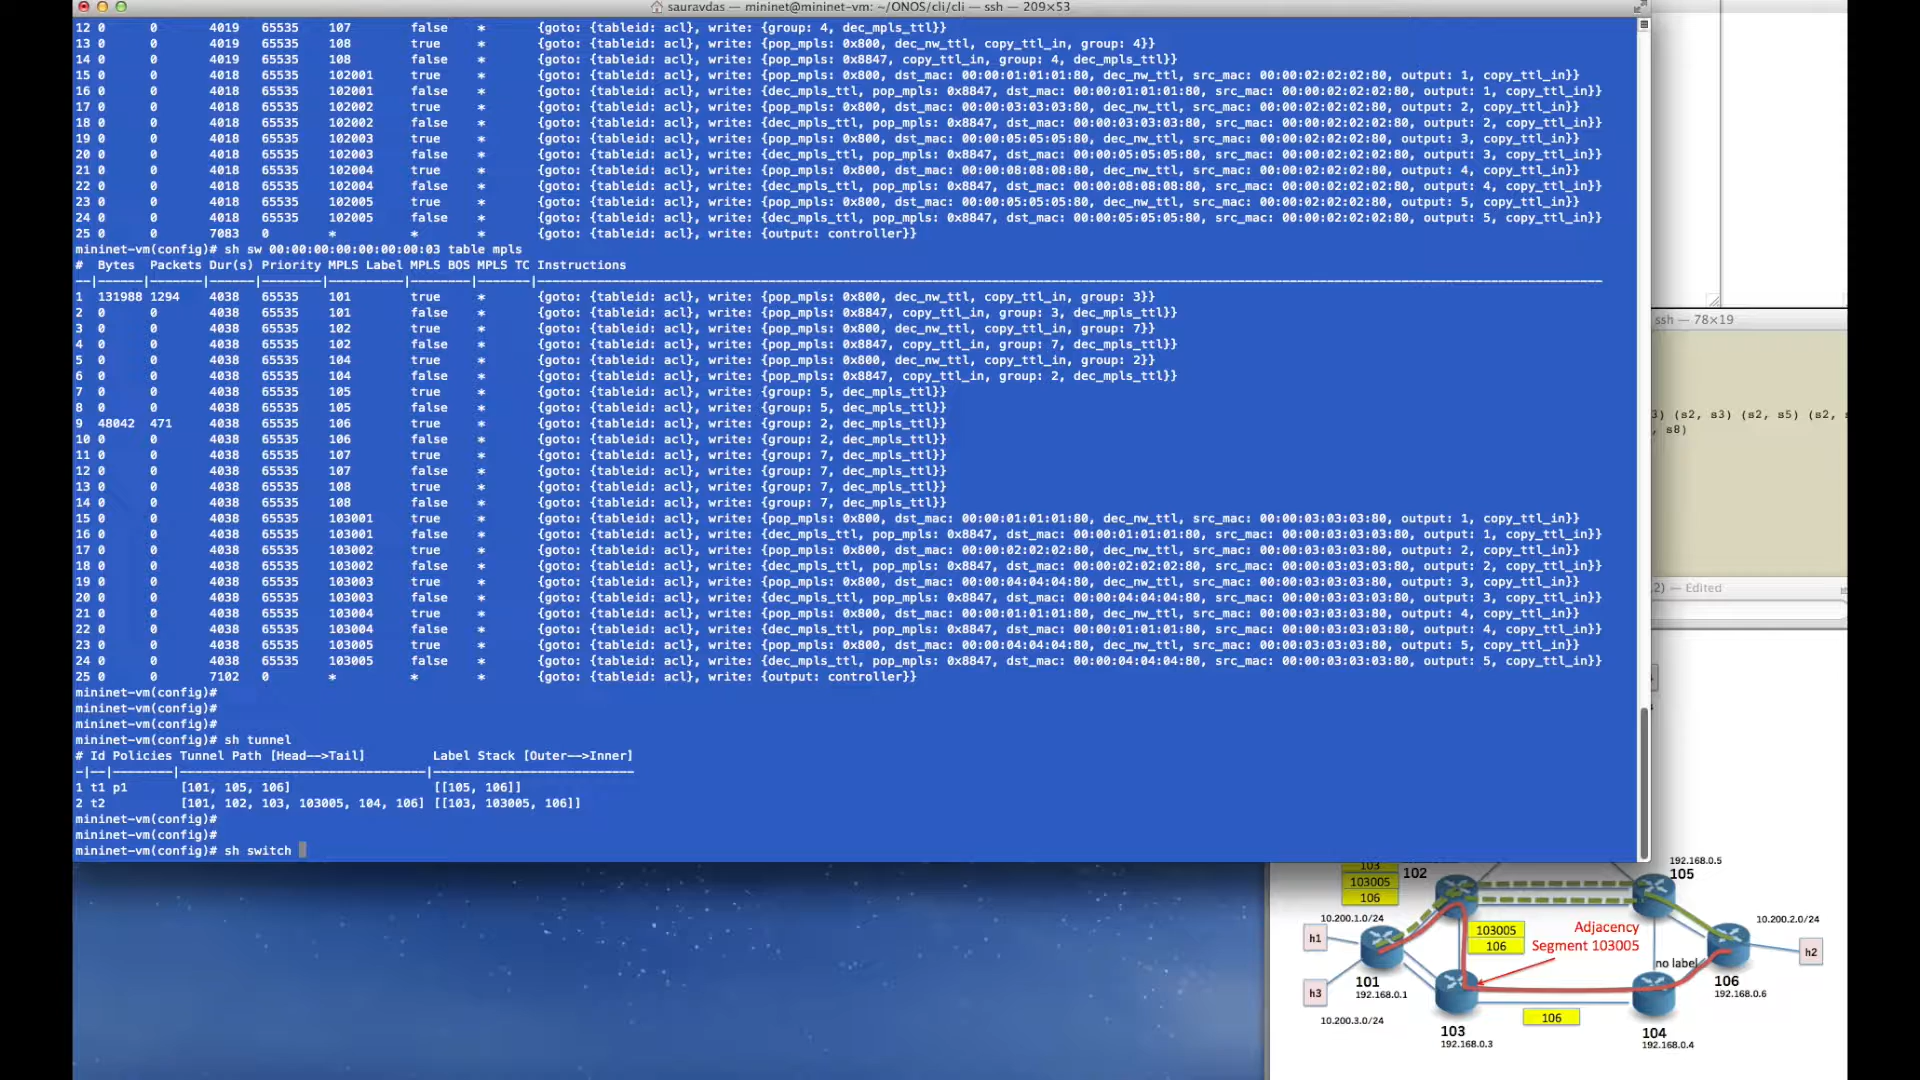 sauravdas — mininet@mininet-vm: ~/ONOS/cli/cli — ssh — 209×53
12 0 0 4019 65535 107 false * {goto: {tableid: acl}, write: {group: 4, dec_mpls_ttl}}
13 0 0 4019 65535 108 true * {goto: {tableid: acl}, write: {pop_mpls: 0x800, dec_nw_ttl, copy_ttl_in, group: 4}}
14 0 0 4019 65535 108 false * {goto: {tableid: acl}, write: {pop_mpls: 0x8847, copy_ttl_in, group: 4, dec_mpls_ttl}}
15 0 0 4018 65535 102001 true * {goto: {tableid: acl}, write: {pop_mpls: 0x800, dst_mac: 00:00:01:01:01:80, dec_nw_ttl, src_mac: 00:00:02:02:02:80, output: 1, copy_ttl_in}}
16 0 0 4018 65535 102001 false * {goto: {tableid: acl}, write: {dec_mpls_ttl, pop_mpls: 0x8847, dst_mac: 00:00:01:01:01:80, src_mac: 00:00:02:02:02:80, output: 1, copy_ttl_in}}
17 0 0 4018 65535 102002 true * {goto: {tableid: acl}, write: {pop_mpls: 0x800, dst_mac: 00:00:03:03:03:80, dec_nw_ttl, src_mac: 00:00:02:02:02:80, output: 2, copy_ttl_in}}
18 0 0 4018 65535 102002 false * {goto: {tableid: acl}, write: {dec_mpls_ttl, pop_mpls: 0x8847, dst_mac: 00:00:03:03:03:80, src_mac: 00:00:02:02:02:80, output: 2, copy_ttl_in}}
19 0 0 4018 65535 102003 true * {goto: {tableid: acl}, write: {pop_mpls: 0x800, dst_mac: 00:00:05:05:05:80, dec_nw_ttl, src_mac: 00:00:02:02:02:80, output: 3, copy_ttl_in}}
20 0 0 4018 65535 102003 false * {goto: {tableid: acl}, write: {dec_mpls_ttl, pop_mpls: 0x8847, dst_mac: 00:00:05:05:05:80, src_mac: 00:00:02:02:02:80, output: 3, copy_ttl_in}}
21 0 0 4018 65535 102004 true * {goto: {tableid: acl}, write: {pop_mpls: 0x800, dst_mac: 00:00:08:08:08:80, dec_nw_ttl, src_mac: 00:00:02:02:02:80, output: 4, copy_ttl_in}}
22 0 0 4018 65535 102004 false * {goto: {tableid: acl}, write: {dec_mpls_ttl, pop_mpls: 0x8847, dst_mac: 00:00:08:08:08:80, src_mac: 00:00:02:02:02:80, output: 4, copy_ttl_in}}
23 0 0 4018 65535 102005 true * {goto: {tableid: acl}, write: {pop_mpls: 0x800, dst_mac: 00:00:05:05:05:80, dec_nw_ttl, src_mac: 00:00:02:02:02:80, output: 5, copy_ttl_in}}
24 0 0 4018 65535 102005 false * {goto: {tableid: acl}, write: {dec_mpls_ttl, pop_mpls: 0x8847, dst_mac: 00:00:05:05:05:80, src_mac: 00:00:02:02:02:80, output: 5, copy_ttl_in}}
25 0 0 7083 0 * * * {goto: {tableid: acl}, write: {output: controller}}
mininet-vm(config)# sh sw 00:00:00:00:00:00:00:03 table mpls
# Bytes Packets Dur(s) Priority MPLS Label MPLS BOS MPLS TC Instructions
1 131988 1294 4038 65535 101 true * {goto: {tableid: acl}, write: {pop_mpls: 0x800, dec_nw_ttl, copy_ttl_in, group: 3}}
2 0 0 4038 65535 101 false * {goto: {tableid: acl}, write: {pop_mpls: 0x8847, copy_ttl_in, group: 3, dec_mpls_ttl}}
3 0 0 4038 65535 102 true * {goto: {tableid: acl}, write: {pop_mpls: 0x800, dec_nw_ttl, copy_ttl_in, group: 7}}
4 0 0 4038 65535 102 false * {goto: {tableid: acl}, write: {pop_mpls: 0x8847, copy_ttl_in, group: 7, dec_mpls_ttl}}
5 0 0 4038 65535 104 true * {goto: {tableid: acl}, write: {pop_mpls: 0x800, dec_nw_ttl, copy_ttl_in, group: 2}}
6 0 0 4038 65535 104 false * {goto: {tableid: acl}, write: {pop_mpls: 0x8847, copy_ttl_in, group: 2, dec_mpls_ttl}}
7 0 0 4038 65535 105 true * {goto: {tableid: acl}, write: {group: 5, dec_mpls_ttl}}
8 0 0 4038 65535 105 false * {goto: {tableid: acl}, write: {group: 5, dec_mpls_ttl}}
9 48042 471 4038 65535 106 true * {goto: {tableid: acl}, write: {group: 2, dec_mpls_ttl}}
10 0 0 4038 65535 106 false * {goto: {tableid: acl}, write: {group: 2, dec_mpls_ttl}}
11 0 0 4038 65535 107 true * {goto: {tableid: acl}, write: {group: 7, dec_mpls_ttl}}
12 0 0 4038 65535 107 false * {goto: {tableid: acl}, write: {group: 7, dec_mpls_ttl}}
13 0 0 4038 65535 108 true * {goto: {tableid: acl}, write: {group: 7, dec_mpls_ttl}}
14 0 0 4038 65535 108 false * {goto: {tableid: acl}, write: {group: 7, dec_mpls_ttl}}
15 0 0 4038 65535 103001 true * {goto: {tableid: acl}, write: {pop_mpls: 0x800, dst_mac: 00:00:01:01:01:80, dec_nw_ttl, src_mac: 00:00:03:03:03:80, output: 1, copy_ttl_in}}
16 0 0 4038 65535 103001 false * {goto: {tableid: acl}, write: {dec_mpls_ttl, pop_mpls: 0x8847, dst_mac: 00:00:01:01:01:80, src_mac: 00:00:03:03:03:80, output: 1, copy_ttl_in}}
17 0 0 4038 65535 103002 true * {goto: {tableid: acl}, write: {pop_mpls: 0x800, dst_mac: 00:00:02:02:02:80, dec_nw_ttl, src_mac: 00:00:03:03:03:80, output: 2, copy_ttl_in}}
18 0 0 4038 65535 103002 false * {goto: {tableid: acl}, write: {dec_mpls_ttl, pop_mpls: 0x8847, dst_mac: 00:00:02:02:02:80, src_mac: 00:00:03:03:03:80, output: 2, copy_ttl_in}}
19 0 0 4038 65535 103003 true * {goto: {tableid: acl}, write: {pop_mpls: 0x800, dst_mac: 00:00:04:04:04:80, dec_nw_ttl, src_mac: 00:00:03:03:03:80, output: 3, copy_ttl_in}}
20 0 0 4038 65535 103003 false * {goto: {tableid: acl}, write: {dec_mpls_ttl, pop_mpls: 0x8847, dst_mac: 00:00:04:04:04:80, src_mac: 00:00:03:03:03:80, output: 3, copy_ttl_in}}
21 0 0 4038 65535 103004 true * {goto: {tableid: acl}, write: {pop_mpls: 0x800, dst_mac: 00:00:01:01:01:80, dec_nw_ttl, src_mac: 00:00:03:03:03:80, output: 4, copy_ttl_in}}
22 0 0 4038 65535 103004 false * {goto: {tableid: acl}, write: {dec_mpls_ttl, pop_mpls: 0x8847, dst_mac: 00:00:01:01:01:80, src_mac: 00:00:03:03:03:80, output: 4, copy_ttl_in}}
23 0 0 4038 65535 103005 true * {goto: {tableid: acl}, write: {pop_mpls: 0x800, dst_mac: 00:00:04:04:04:80, dec_nw_ttl, src_mac: 00:00:03:03:03:80, output: 5, copy_ttl_in}}
24 0 0 4038 65535 103005 false * {goto: {tableid: acl}, write: {dec_mpls_ttl, pop_mpls: 0x8847, dst_mac: 00:00:04:04:04:80, src_mac: 00:00:03:03:03:80, output: 5, copy_ttl_in}}
25 0 0 7102 0 * * * {goto: {tableid: acl}, write: {output: controller}}
mininet-vm(config)#
mininet-vm(config)#
mininet-vm(config)#
mininet-vm(config)# sh tunnel
# Id Policies Tunnel Path [Head-->Tail] Label Stack [Outer-->Inner]
1 t1 p1 [101, 105, 106] [[105, 106]]
2 t2 [101, 102, 103, 103005, 104, 106] [[103, 103005, 106]]
mininet-vm(config)#
mininet-vm(config)#
mininet-vm(config)# sh switch
ssh — 78×19
3) (s2, s3) (s2, s5) (s2, s
, s8)
2) — Edited
103
103005
106
102
192.168.0.5
105
10.200.1.0/24
h1
103005
106
Adjacency
Segment 103005
10.200.2.0/24
h2
no label
101
192.168.0.1
h3
10.200.3.0/24
106
192.168.0.6
106
103
192.168.0.3
104
192.168.0.4